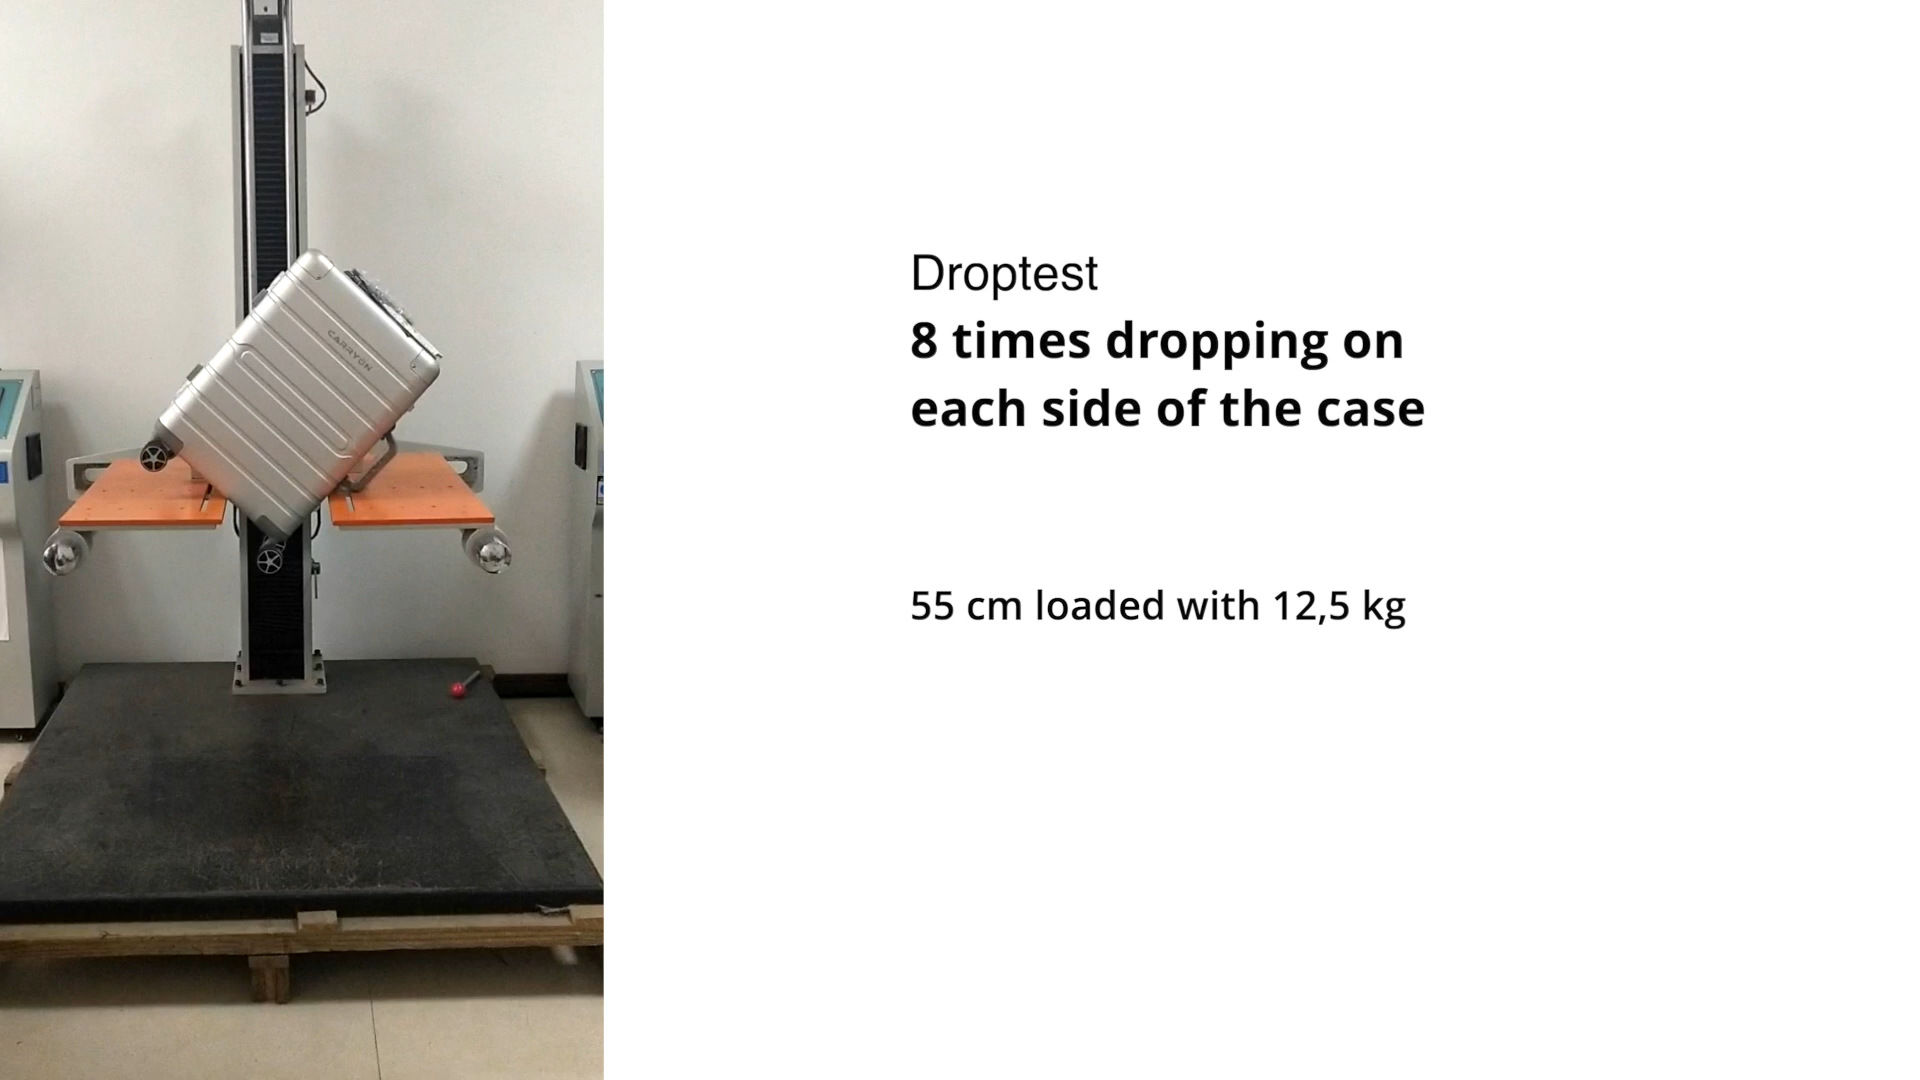 CARRYON
Droptest
8 times dropping on
each side of the case
55 cm loaded with 12,5 kg